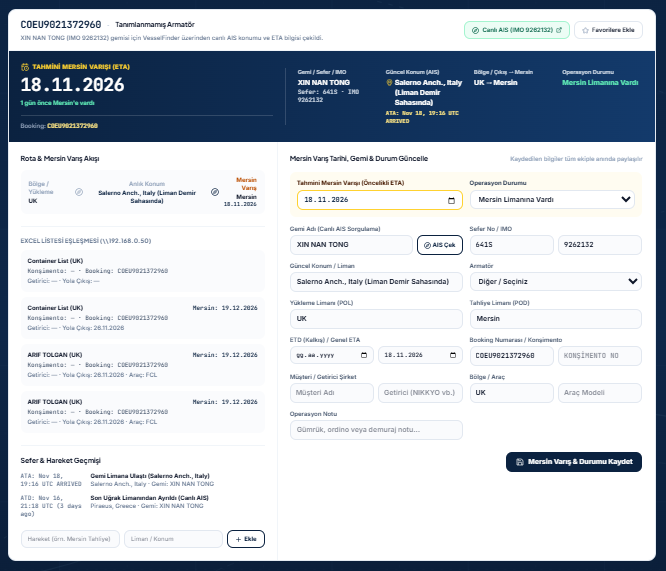 COEU9021372960 · Tanımlanmamış Armatör
XIN NAN TONG (IMO 9262132) gemisi için VesselFinder üzerinden canlı AIS konumu ve ETA bilgisi çekildi.
Canlı AIS (IMO 9262132)
Favorilere Ekle
TAHMİNİ MERSİN VARIŞI (ETA)
18.11.2026
1 gün önce Mersin'e vardı
Booking: COEU9021372960
Gemi / Sefer / IMO
XIN NAN TONG
Sefer: 641S · IMO
9262132
Güncel Konum (AIS)
Salerno Anch., Italy
(Liman Demir
Sahasında)
ATA: Nov 18, 19:16 UTC
ARRIVED
Bölge / Çıkış → Mersin
UK → Mersin
Operasyon Durumu
Mersin Limanına Vardı
Rota & Mersin Varış Akışı
Bölge /
Yükleme
UK
Anlık Konum
Salerno Anch., Italy (Liman Demir
Sahasında)
Mersin
Varış
Mersin
18.11.2026
EXCEL LİSTESİ EŞLEŞMESİ (\\192.168.0.50)
Container List (UK)
Konşimento: — · Booking: COEU9021372960
Getirici: — · Yola Çıkış: —
Container List (UK) Mersin: 19.12.2026
Konşimento: — · Booking: COEU9021372960
Getirici: — · Yola Çıkış: 26.11.2026
ARIF TOLGAN (UK) Mersin: 19.12.2026
Konşimento: — · Booking: COEU9021372960
Getirici: — · Yola Çıkış: 26.11.2026 · Araç: FCL
ARIF TOLGAN (UK) Mersin: 19.12.2026
Konşimento: — · Booking: COEU9021372960
Getirici: — · Yola Çıkış: 26.11.2026 · Araç: FCL
Sefer & Hareket Geçmişi
ATA: Nov 18,
19:16 UTC ARRIVED
Gemi Limana Ulaştı (Salerno Anch., Italy)
Salerno Anch., Italy · Gemi: XIN NAN TONG
ATD: Nov 16,
21:18 UTC (3 days
ago)
Son Uğrak Limanından Ayrıldı (Canlı AIS)
Piraeus, Greece · Gemi: XIN NAN TONG
Hareket (örn. Mersin Tahliye)
Liman / Konum
+ Ekle
Mersin Varış Tarihi, Gemi & Durum Güncelle
Kaydedilen bilgiler tüm ekiple anında paylaşılır
Tahmini Mersin Varışı (Öncelikli ETA)
18.11.2026
Operasyon Durumu
Mersin Limanına Vardı
Gemi Adı (Canlı AIS Sorgulama)
XIN NAN TONG
AIS Çek
Sefer No / IMO
641S
9262132
Güncel Konum / Liman
Salerno Anch., Italy (Liman Demir Sahasında)
Armatör
Diğer / Seçiniz
Yükleme Limanı (POL)
UK
Tahliye Limanı (POD)
Mersin
ETD (Kalkış) / Genel ETA
gg.aa.yyyy
18.11.2026
Booking Numarası / Konşimento
COEU9021372960
KONŞİMENTO NO
Müşteri / Getirici Şirket
Müşteri Adı
Getirici (NIKKYO vb.)
Bölge / Araç
UK
Araç Modeli
Operasyon Notu
Gümrük, ordino veya demuraj notu...
Mersin Varış & Durumu Kaydet